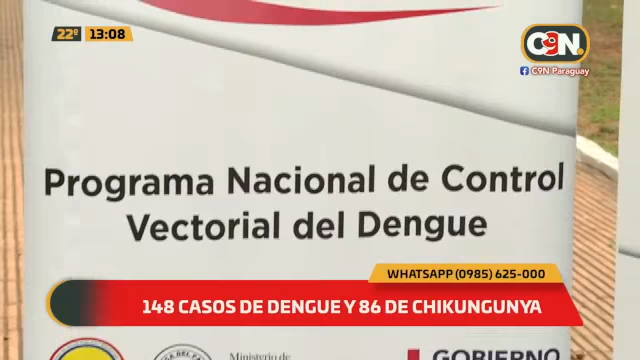 22º 13:08
C9N.
C9N Paraguay
Programa Nacional de Control
Vectorial del Dengue
WHATSAPP (0985) 625-000
148 CASOS DE DENGUE Y 86 DE CHIKUNGUNYA
Ministerio de
GOBIERNO